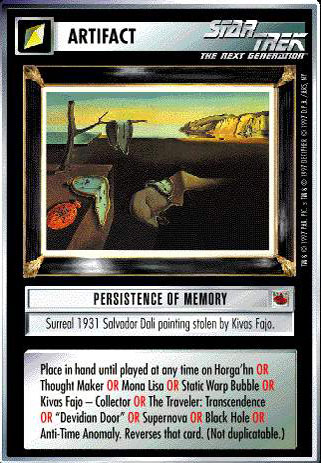 ARTIFACT
STAR TREK
THE NEXT GENERATION
PERSISTENCE OF MEMORY
Surreal 1931 Salvador Dali painting stolen by Kivas Fajo.
Place in hand until played at any time on Horga'hn OR
Thought Maker OR Mona Lisa OR Static Warp Bubble OR
Kivas Fajo – Collector OR The Traveler: Transcendence
OR "Devidian Door" OR Supernova OR Black Hole OR
Anti-Time Anomaly. Reverses that card. (Not duplicatable.)